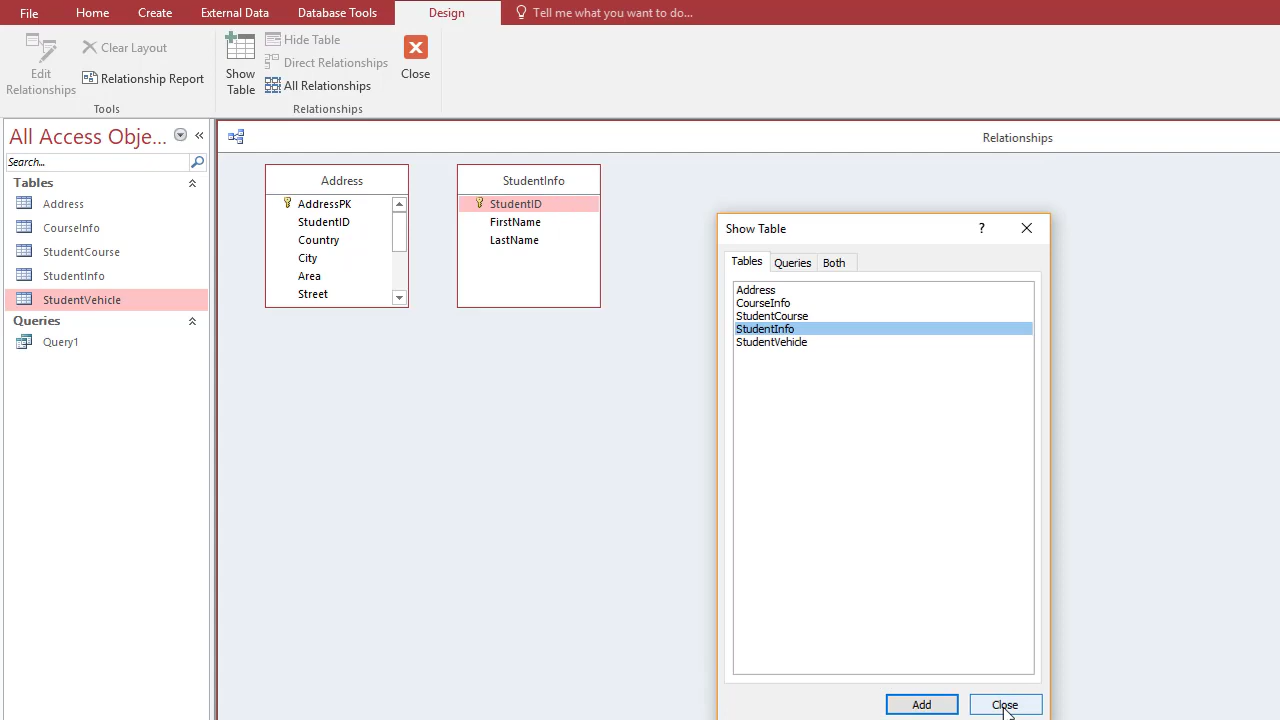 File Home Create External Data Database Tools Design Tell me what you want to do...
Edit Relationships
Clear Layout
Relationship Report
Tools
Show Table
Hide Table
Direct Relationships
All Relationships
Close
Relationships
All Access Obje...
Search...
Tables
Address
CourseInfo
StudentCourse
StudentInfo
StudentVehicle
Queries
Query1
Relationships
Address
AddressPK
StudentID
Country
City
Area
Street
StudentInfo
StudentID
FirstName
LastName
Show Table ?
Tables Queries Both
Address
CourseInfo
StudentCourse
StudentInfo
StudentVehicle
Add Close